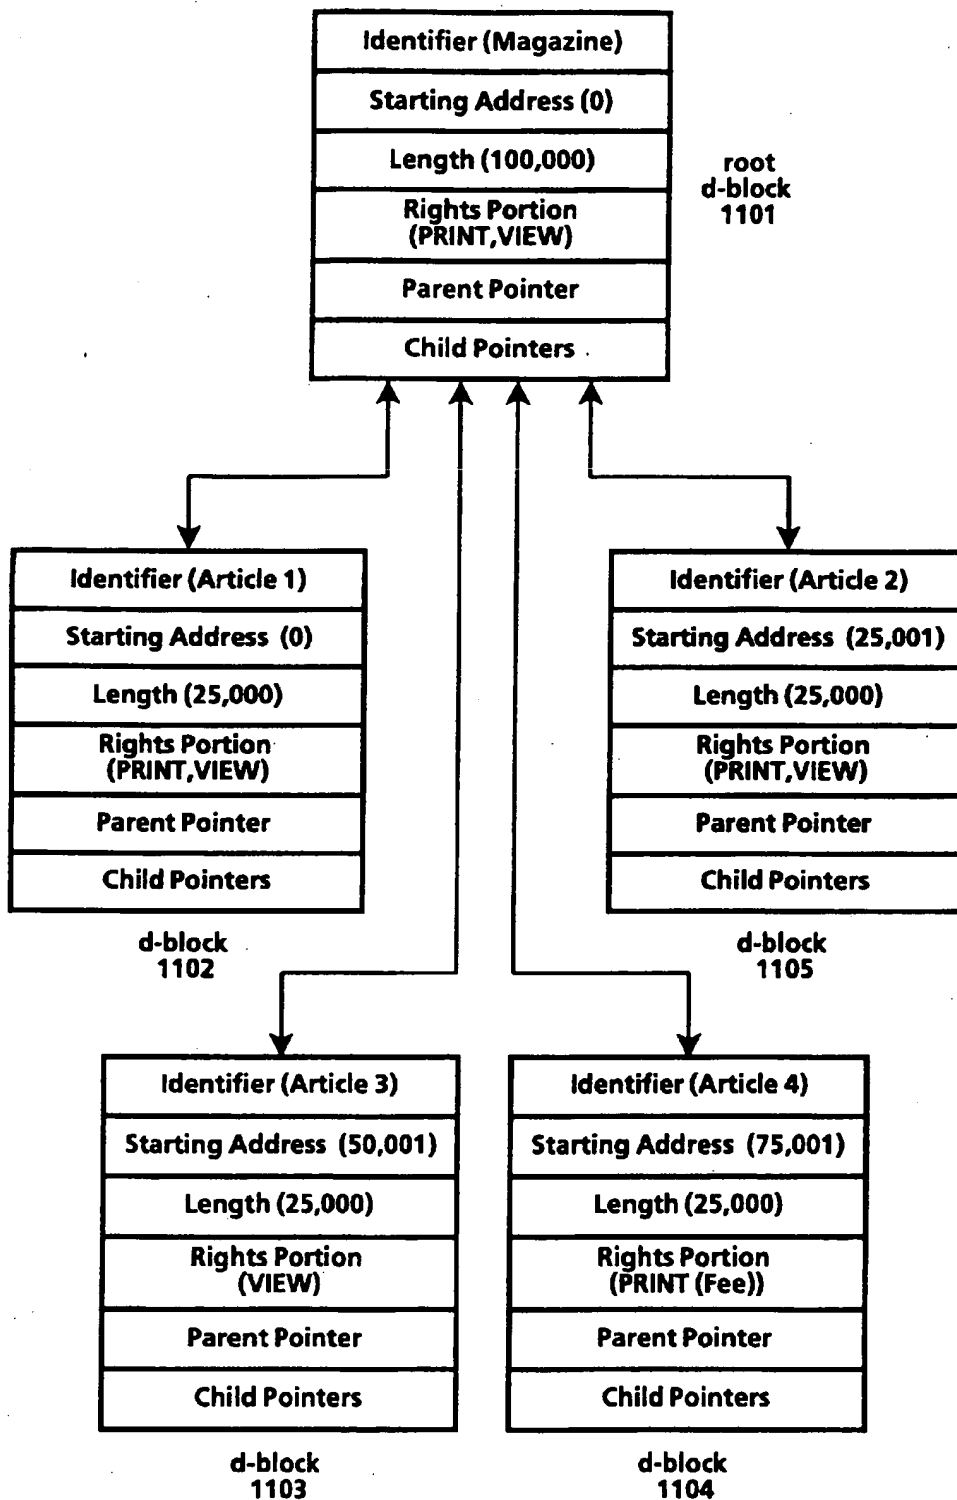 Identifier (Magazine)
Starting Address (0)
Length (100,000)
Rights Portion
(PRINT,VIEW)
Parent Pointer
Child Pointers
root
d-block
1101
Identifier (Article 1)
Starting Address (0)
Length (25,000)
Rights Portion
(PRINT,VIEW)
Parent Pointer
Child Pointers
d-block
1102
Identifier (Article 2)
Starting Address (25,001)
Length (25,000)
Rights Portion
(PRINT,VIEW)
Parent Pointer
Child Pointers
d-block
1105
Identifier (Article 3)
Starting Address (50,001)
Length (25,000)
Rights Portion
(VIEW)
Parent Pointer
Child Pointers
d-block
1103
Identifier (Article 4)
Starting Address (75,001)
Length (25,000)
Rights Portion
(PRINT (Fee))
Parent Pointer
Child Pointers
d-block
1104